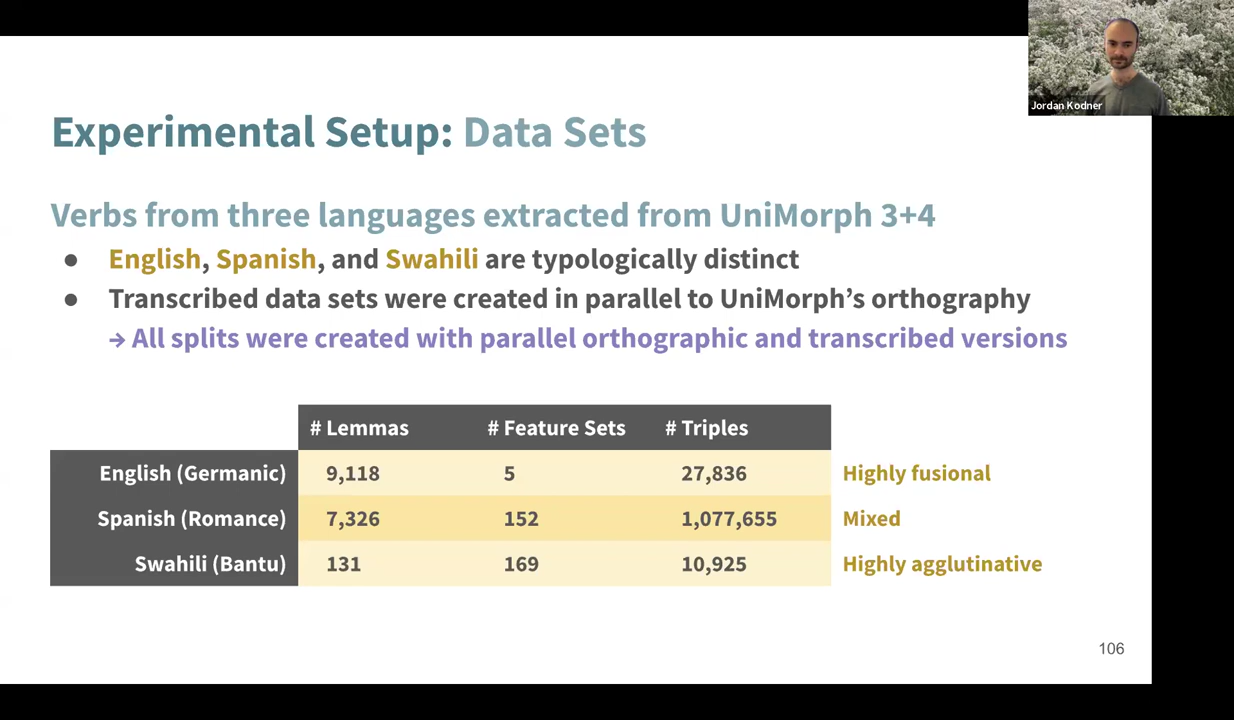 Jordan Kodner
Experimental Setup: Data Sets
Verbs from three languages extracted from UniMorph 3+4
● English, Spanish, and Swahili are typologically distinct
● Transcribed data sets were created in parallel to UniMorph's orthography
→ All splits were created with parallel orthographic and transcribed versions
# Lemmas # Feature Sets # Triples
English (Germanic) 9,118 5 27,836 Highly fusional
Spanish (Romance) 7,326 152 1,077,655 Mixed
Swahili (Bantu) 131 169 10,925 Highly agglutinative
106